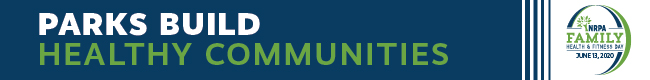 PARKS BUILD
HEALTHY COMMUNITIES
NRPA
FAMILY
HEALTH & FITNESS DAY
JUNE 13, 2020